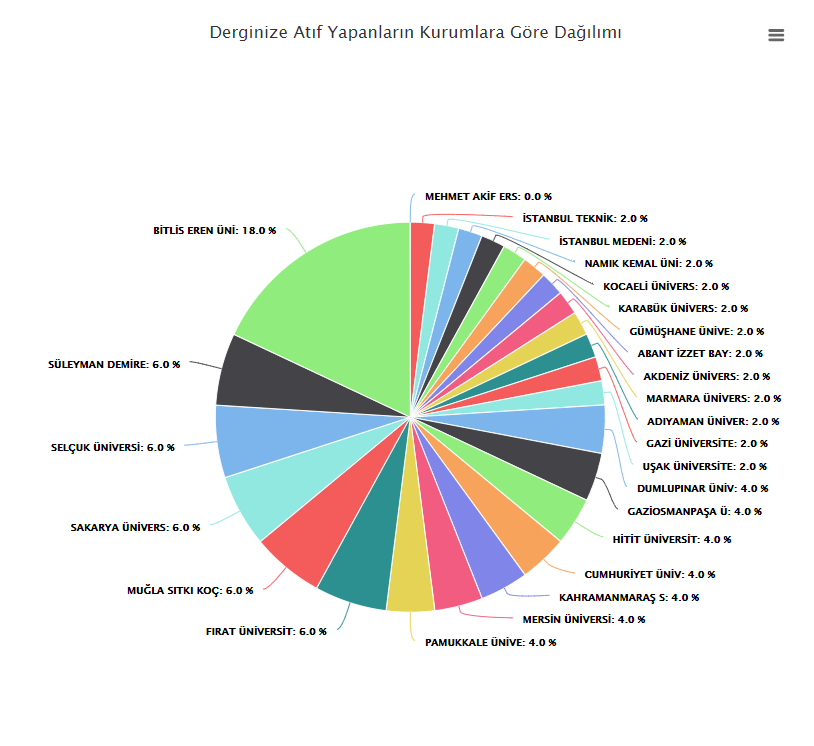 Derginize Atıf Yapanların Kurumlara Göre Dağılımı
MEHMET AKİF ERS: 0.0 %
İSTANBUL TEKNİK: 2.0 %
İSTANBUL MEDENİ: 2.0 %
NAMIK KEMAL ÜNİ: 2.0 %
KOCAELİ ÜNİVERS: 2.0 %
KARABÜK ÜNİVERS: 2.0 %
GÜMÜŞHANE ÜNİVE: 2.0 %
ABANT İZZET BAY: 2.0 %
AKDENİZ ÜNİVERS: 2.0 %
MARMARA ÜNİVERS: 2.0 %
ADIYAMAN ÜNİVER: 2.0 %
GAZİ ÜNİVERSİTE: 2.0 %
UŞAK ÜNİVERSİTE: 2.0 %
DUMLUPINAR ÜNİV: 4.0 %
GAZİOSMANPAŞA Ü: 4.0 %
HİTİT ÜNİVERSİT: 4.0 %
CUMHURİYET ÜNİV: 4.0 %
KAHRAMANMARAŞ S: 4.0 %
MERSİN ÜNİVERSİ: 4.0 %
PAMUKKALE ÜNİVE: 4.0 %
FIRAT ÜNİVERSİT: 6.0 %
MUĞLA SITKI KOÇ: 6.0 %
SAKARYA ÜNİVERS: 6.0 %
SELÇUK ÜNİVERSİ: 6.0 %
SÜLEYMAN DEMİRE: 6.0 %
BİTLİS EREN ÜNİ: 18.0 %